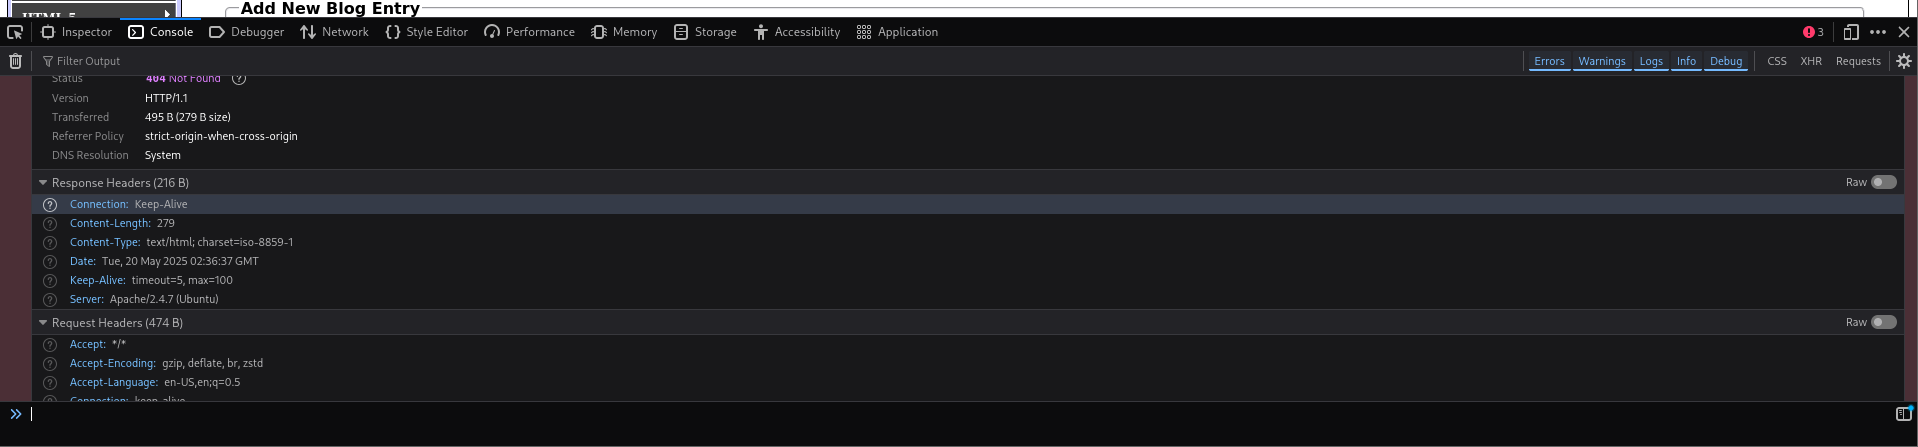 HTML 5
Add New Blog Entry
Inspector Console Debugger Network Style Editor Performance Memory Storage Accessibility Application 3
Filter Output Errors Warnings Logs Info Debug CSS XHR Requests
Status 404 Not Found
Version HTTP/1.1
Transferred 495 B (279 B size)
Referrer Policy strict-origin-when-cross-origin
DNS Resolution System
Response Headers (216 B) Raw
Connection: Keep-Alive
Content-Length: 279
Content-Type: text/html; charset=iso-8859-1
Date: Tue, 20 May 2025 02:36:37 GMT
Keep-Alive: timeout=5, max=100
Server: Apache/2.4.7 (Ubuntu)
Request Headers (474 B) Raw
Accept: */*
Accept-Encoding: gzip, deflate, br, zstd
Accept-Language: en-US,en;q=0.5
Connection: keep-alive